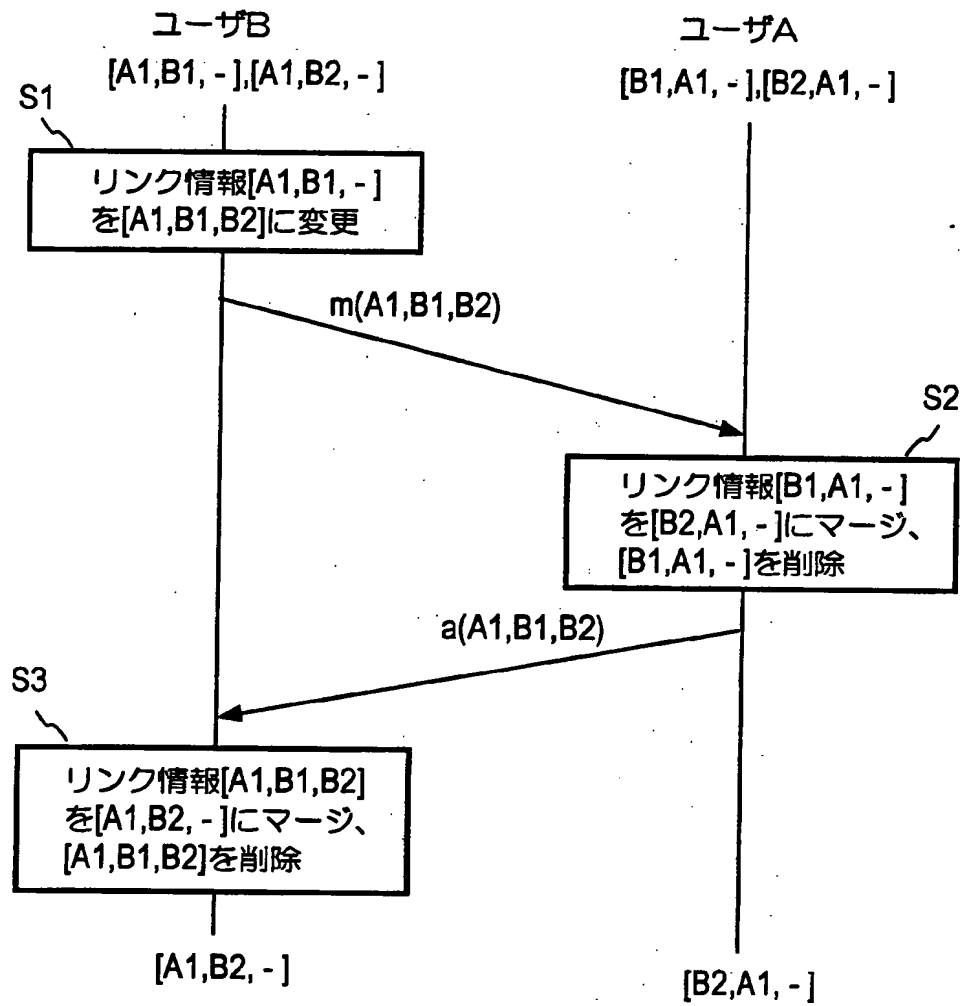 ユーザB
ユーザA
[A1,B1, - ],[A1,B2, - ]
[B1,A1, - ],[B2,A1, - ]
S1
リンク情報[A1,B1, - ]
を[A1,B1,B2]に変更
m(A1,B1,B2)
S2
リンク情報[B1,A1, - ]
を[B2,A1, - ]にマージ、
[B1,A1, - ]を削除
a(A1,B1,B2)
S3
リンク情報[A1,B1,B2]
を[A1,B2, - ]にマージ、
[A1,B1,B2]を削除
[A1,B2, - ]
[B2,A1, - ]